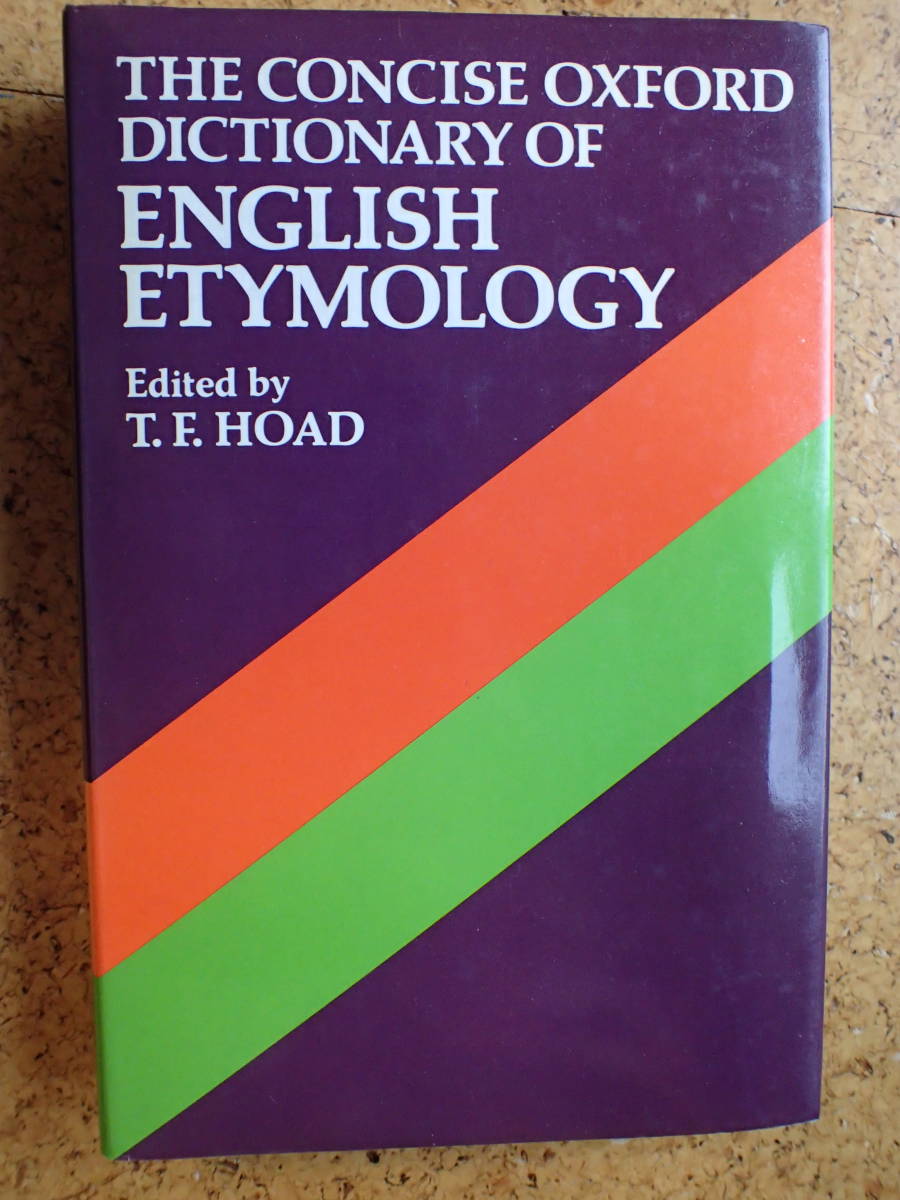 THE CONCISE OXFORD
DICTIONARY OF
ENGLISH
ETYMOLOGY
Edited by
T. F. HOAD